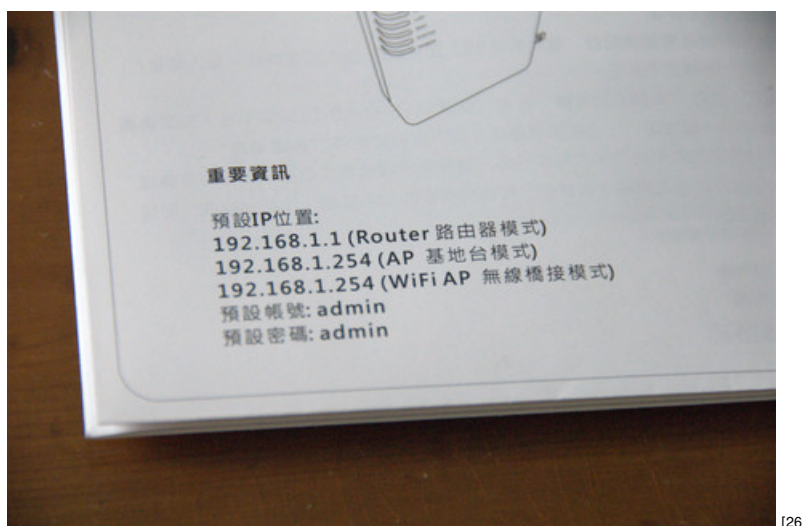 重要資訊
預設IP位置:
192.168.1.1 (Router 路由器模式)
192.168.1.254 (AP 基地台模式)
192.168.1.254 (WiFi AP 無線橋接模式)
預設帳號: admin
預設密碼: admin
[26